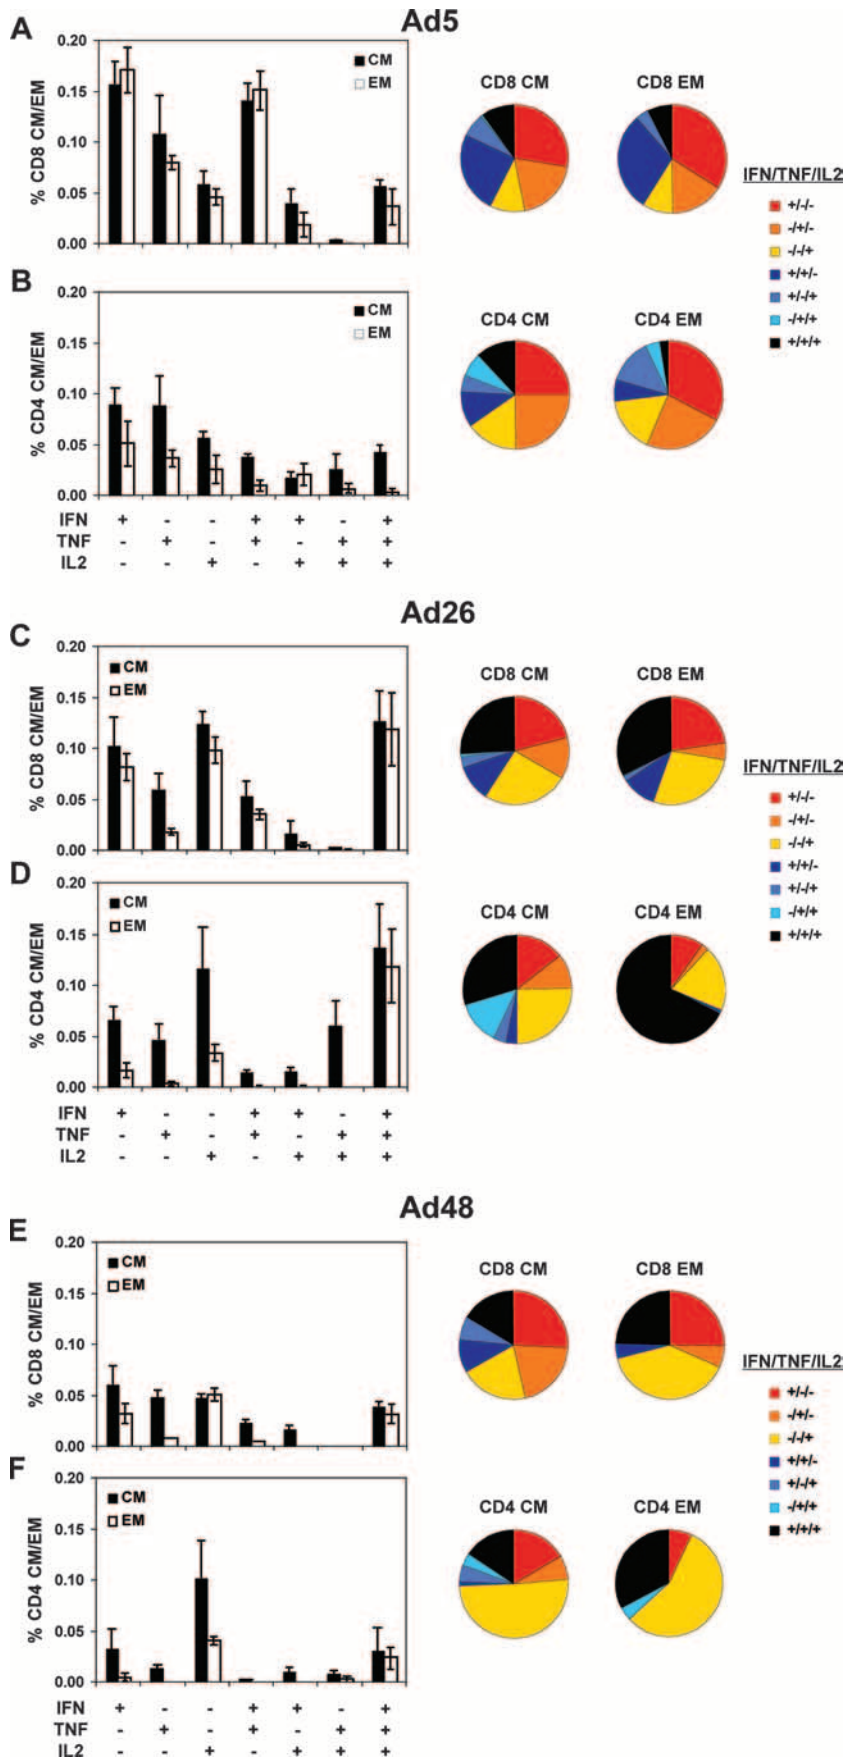 Ad5
A
0.20
0.15
0.10
0.05
0.00
% CD8 CM/EM
CM
EM
CD8 CM
CD8 EM
IFN/TNF/IL2
+/-/-
-/+/-
-/-/+
+/+/-
+/-/+
-/+/+
+/+/+
B
0.20
0.15
0.10
0.05
0.00
% CD4 CM/EM
CM
EM
CD4 CM
CD4 EM
IFN + - - + + - +
TNF - + - + - + +
IL2 - - + - + + +
Ad26
C
0.20
0.15
0.10
0.05
0.00
% CD8 CM/EM
CM
EM
CD8 CM
CD8 EM
IFN/TNF/IL2
+/-/-
-/+/-
-/-/+
+/+/-
+/-/+
-/+/+
+/+/+
D
0.20
0.15
0.10
0.05
0.00
% CD4 CM/EM
CM
EM
CD4 CM
CD4 EM
IFN + - - + + - +
TNF - + - + - + +
IL2 - - + - + + +
Ad48
E
0.20
0.15
0.10
0.05
0.00
% CD8 CM/EM
CM
EM
CD8 CM
CD8 EM
IFN/TNF/IL2
+/-/-
-/+/-
-/-/+
+/+/-
+/-/+
-/+/+
+/+/+
F
0.20
0.15
0.10
0.05
0.00
% CD4 CM/EM
CM
EM
CD4 CM
CD4 EM
IFN + - - + + - +
TNF - + - + - + +
IL2 - - + - + + +